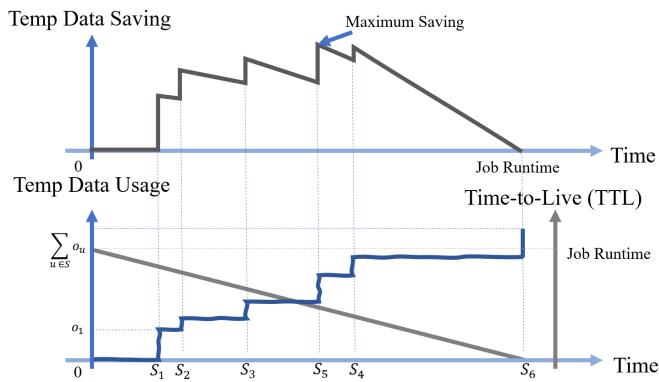 Temp Data Saving
Maximum Saving
0
Job Runtime
Time
Temp Data Usage
Time-to-Live (TTL)
∑ o_u
u∈S
Job Runtime
o_1
0
S_1 S_2 S_3 S_5 S_4 S_6
Time